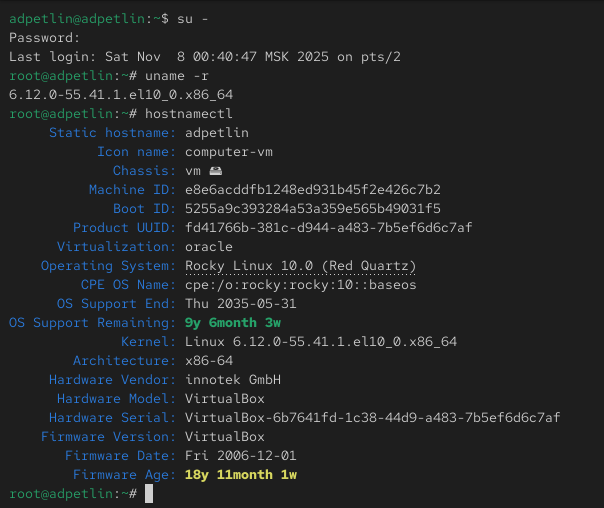 adpetlin@adpetlin:~$ su -
Password:
Last login: Sat Nov  8 00:40:47 MSK 2025 on pts/2
root@adpetlin:~# uname -r
6.12.0-55.41.1.el10_0.x86_64
root@adpetlin:~# hostnamectl
     Static hostname: adpetlin
           Icon name: computer-vm
             Chassis: vm 🖴
          Machine ID: e8e6acddfb1248ed931b45f2e426c7b2
             Boot ID: 5255a9c393284a53a359e565b49031f5
        Product UUID: fd41766b-381c-d944-a483-7b5ef6d6c7af
      Virtualization: oracle
    Operating System: Rocky Linux 10.0 (Red Quartz)
         CPE OS Name: cpe:/o:rocky:rocky:10::baseos
      OS Support End: Thu 2035-05-31
OS Support Remaining: 9y 6month 3w
              Kernel: Linux 6.12.0-55.41.1.el10_0.x86_64
        Architecture: x86-64
     Hardware Vendor: innotek GmbH
      Hardware Model: VirtualBox
     Hardware Serial: VirtualBox-6b7641fd-1c38-44d9-a483-7b5ef6d6c7af
    Firmware Version: VirtualBox
       Firmware Date: Fri 2006-12-01
        Firmware Age: 18y 11month 1w
root@adpetlin:~#